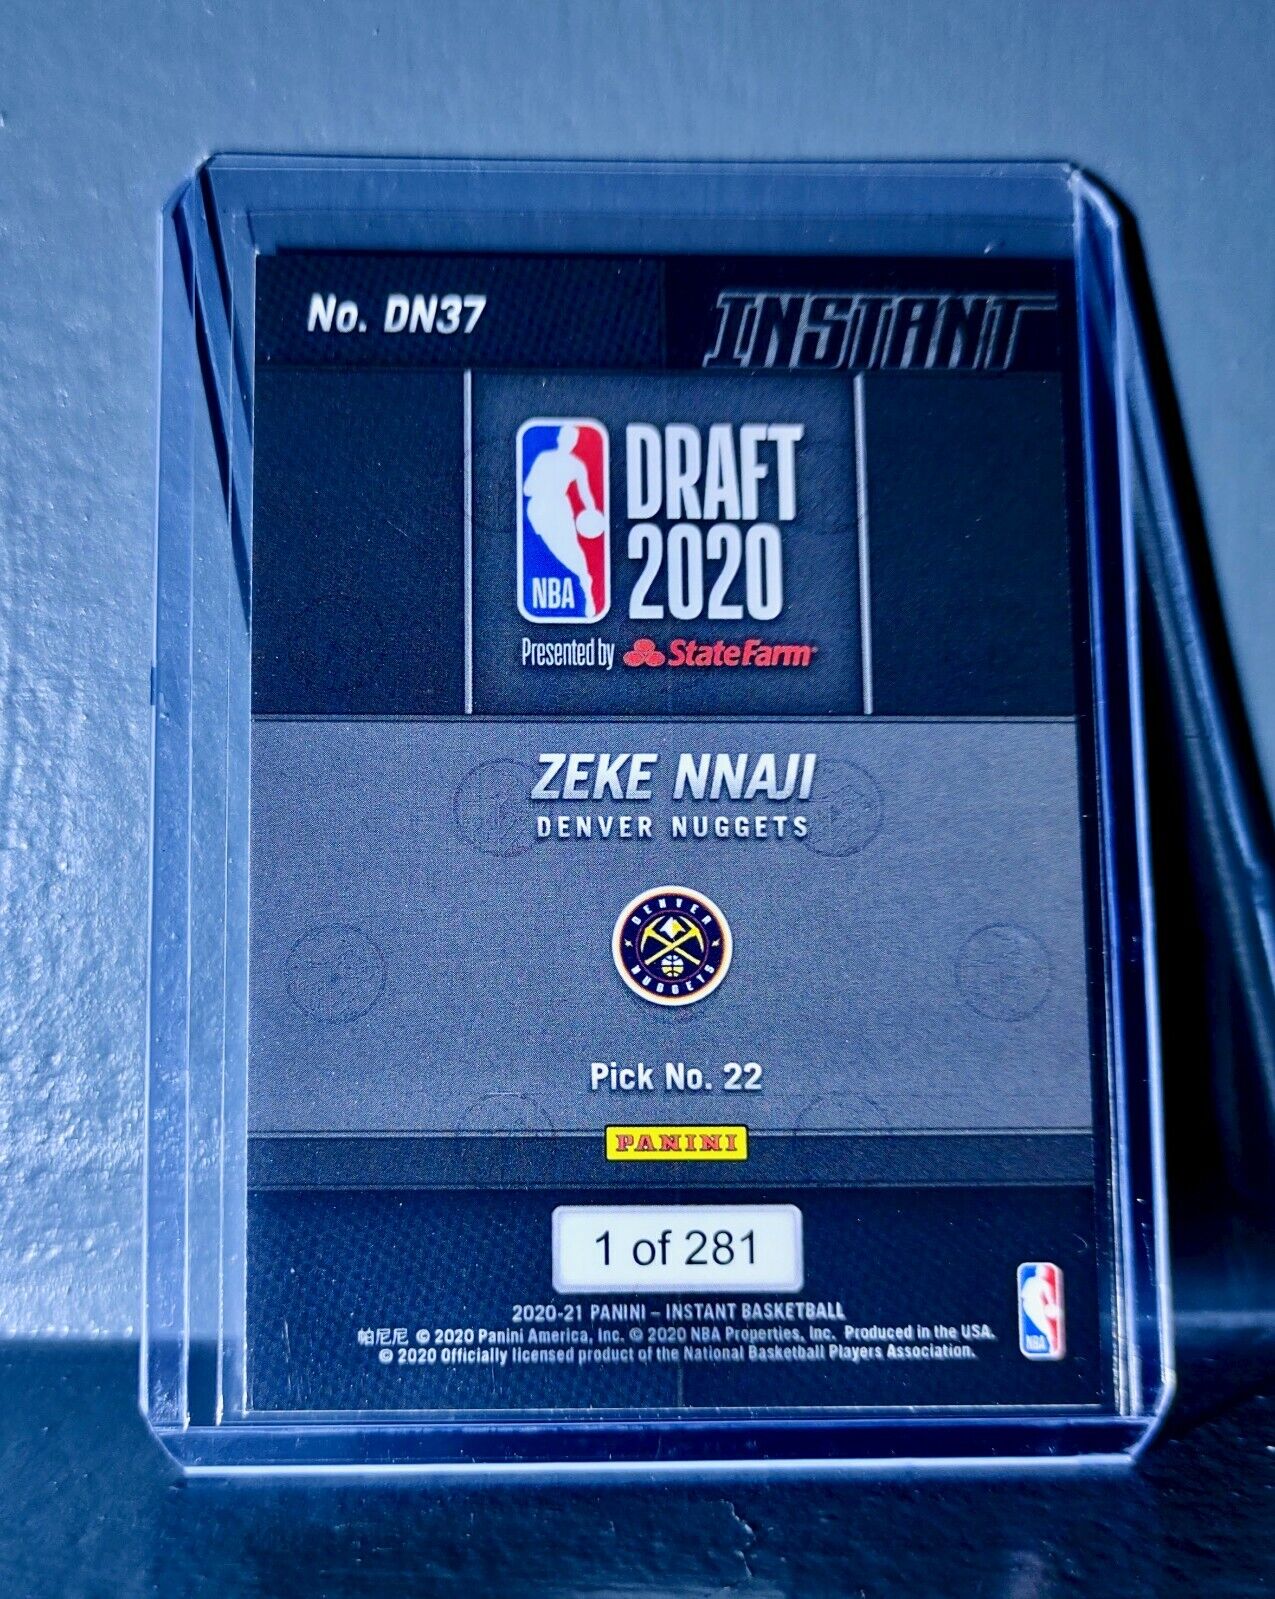 No. DN37
INSTANT
DRAFT
2020
NBA
Presented by StateFarm
ZEKE NNAJI
DENVER NUGGETS
DENVER
NUGGETS
Pick No. 22
PANINI
1 of 281
2020-21 PANINI – INSTANT BASKETBALL
帕尼尼 © 2020 Panini America, Inc. © 2020 NBA Properties, Inc. Produced in the USA.
© 2020 Officially licensed product of the National Basketball Players Association.
NBA